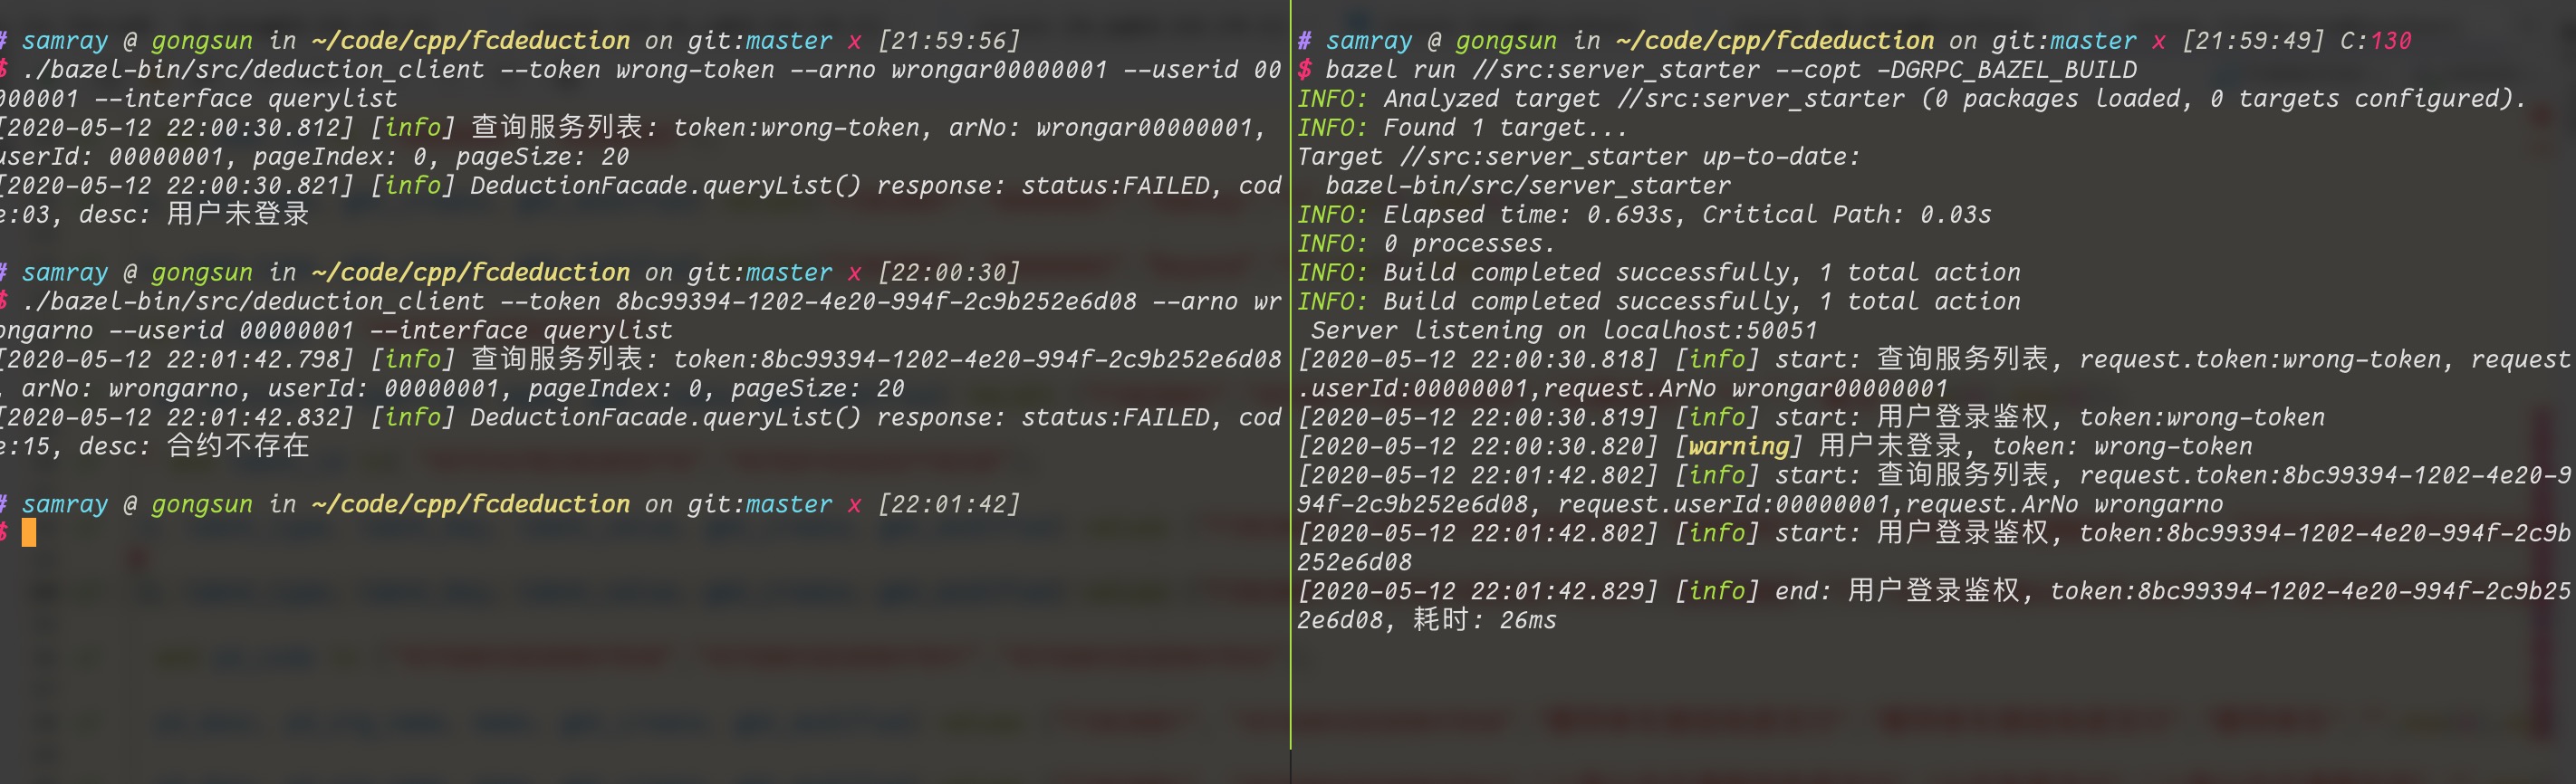 # samray @ gongsun in ~/code/cpp/fcdeduction on git:master x [21:59:56]
$ ./bazel-bin/src/deduction_client --token wrong-token --arno wrongar00000001 --userid 00
000001 --interface querylist
[2020-05-12 22:00:30.812] [info] 查询服务列表: token:wrong-token, arNo: wrongar00000001,
userId: 00000001, pageIndex: 0, pageSize: 20
[2020-05-12 22:00:30.821] [info] DeductionFacade.queryList() response: status:FAILED, cod
e:03, desc: 用户未登录
# samray @ gongsun in ~/code/cpp/fcdeduction on git:master x [22:00:30]
$ ./bazel-bin/src/deduction_client --token 8bc99394-1202-4e20-994f-2c9b252e6d08 --arno wr
ongarno --userid 00000001 --interface querylist
[2020-05-12 22:01:42.798] [info] 查询服务列表: token:8bc99394-1202-4e20-994f-2c9b252e6d08
, arNo: wrongarno, userId: 00000001, pageIndex: 0, pageSize: 20
[2020-05-12 22:01:42.832] [info] DeductionFacade.queryList() response: status:FAILED, cod
e:15, desc: 合约不存在
# samray @ gongsun in ~/code/cpp/fcdeduction on git:master x [22:01:42]
$
# samray @ gongsun in ~/code/cpp/fcdeduction on git:master x [21:59:49] C:130
$ bazel run //src:server_starter --copt -DGRPC_BAZEL_BUILD
INFO: Analyzed target //src:server_starter (0 packages loaded, 0 targets configured).
INFO: Found 1 target...
Target //src:server_starter up-to-date:
bazel-bin/src/server_starter
INFO: Elapsed time: 0.693s, Critical Path: 0.03s
INFO: 0 processes.
INFO: Build completed successfully, 1 total action
INFO: Build completed successfully, 1 total action
Server listening on localhost:50051
[2020-05-12 22:00:30.818] [info] start: 查询服务列表, request.token:wrong-token, request
.userId:00000001,request.ArNo wrongar00000001
[2020-05-12 22:00:30.819] [info] start: 用户登录鉴权, token:wrong-token
[2020-05-12 22:00:30.820] [warning] 用户未登录, token: wrong-token
[2020-05-12 22:01:42.802] [info] start: 查询服务列表, request.token:8bc99394-1202-4e20-9
94f-2c9b252e6d08, request.userId:00000001,request.ArNo wrongarno
[2020-05-12 22:01:42.802] [info] start: 用户登录鉴权, token:8bc99394-1202-4e20-994f-2c9b
252e6d08
[2020-05-12 22:01:42.829] [info] end: 用户登录鉴权, token:8bc99394-1202-4e20-994f-2c9b25
2e6d08, 耗时: 26ms